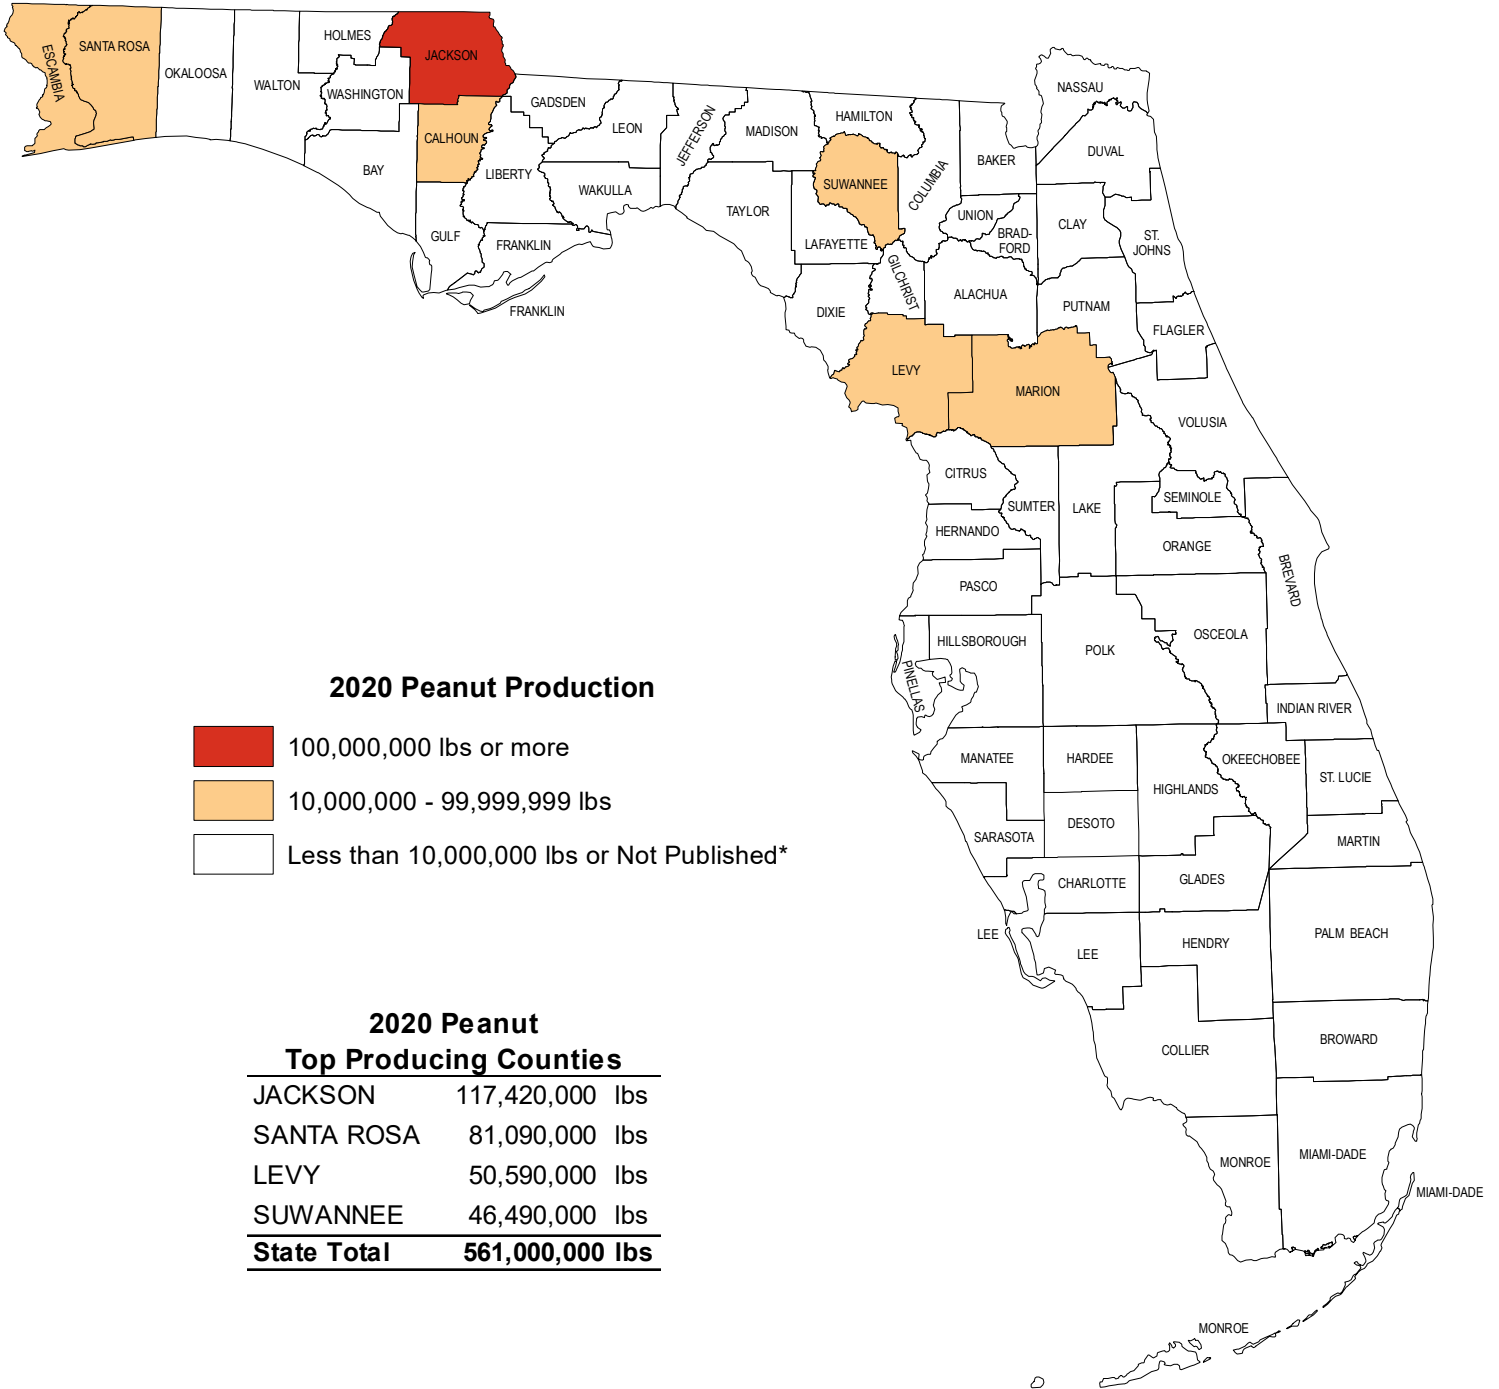 HOLMES
JACKSON
SANTA ROSA
ESCAMBIA
OKALOOSA
WALTON
WASHINGTON
NASSAU
GADSDEN
HAMILTON
CALHOUN
LEON
JEFFERSON
MADISON
DUVAL
BAY
LIBERTY
WAKULLA
SUWANNEE
COLUMBIA
BAKER
TAYLOR
UNION
CLAY
GULF
FRANKLIN
LAFAYETTE
BRAD-
FORD
ST.
JOHNS
GILCHRIST
ALACHUA
PUTNAM
FRANKLIN
DIXIE
FLAGLER
LEVY
MARION
VOLUSIA
CITRUS
SUMTER
LAKE
SEMINOLE
HERNANDO
ORANGE
PASCO
BREVARD
HILLSBOROUGH
POLK
OSCEOLA
PINELLAS
INDIAN RIVER
MANATEE
HARDEE
OKEECHOBEE
HIGHLANDS
ST. LUCIE
SARASOTA
DESOTO
MARTIN
CHARLOTTE
GLADES
LEE
LEE
HENDRY
PALM BEACH
COLLIER
BROWARD
MONROE
MIAMI-DADE
MIAMI-DADE
MONROE
2020 Peanut Production
100,000,000 lbs or more
10,000,000 - 99,999,999 lbs
Less than 10,000,000 lbs or Not Published*
2020 Peanut
Top Producing Counties
JACKSON 117,420,000 lbs
SANTA ROSA 81,090,000 lbs
LEVY 50,590,000 lbs
SUWANNEE 46,490,000 lbs
State Total 561,000,000 lbs